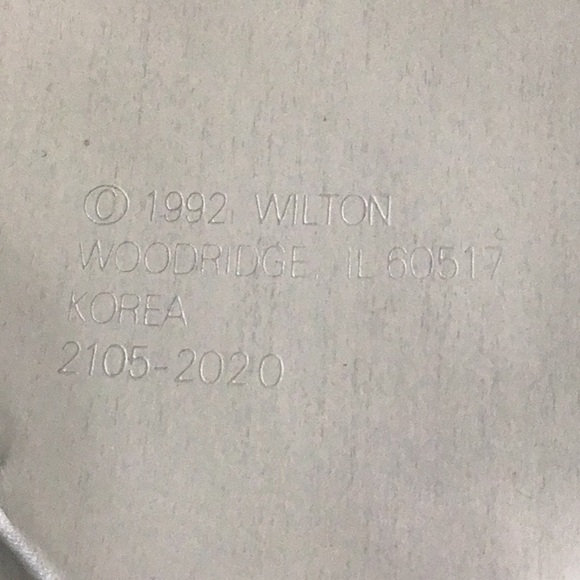 © 1992 WILTON
WOODRIDGE, IL 60517
KOREA
2105-2020